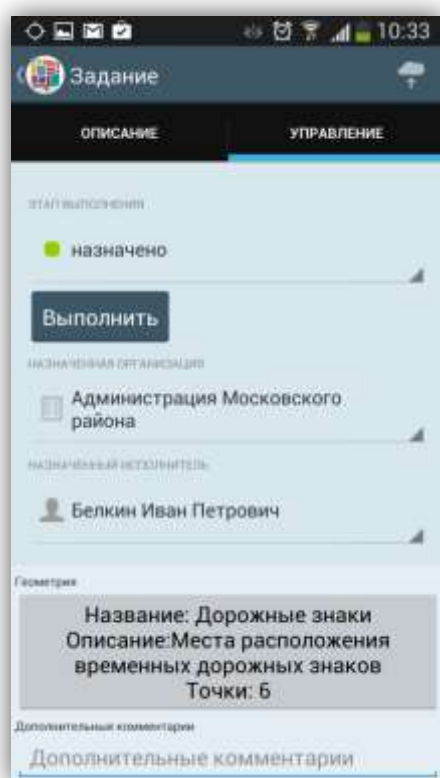 10:33
Задание
ОПИСАНИЕ
УПРАВЛЕНИЕ
ЭТАП ВЫПОЛНЕНИЯ
назначено
Выполнить
НАЗНАЧЕННАЯ ОРГАНИЗАЦИЯ
Администрация Московского
района
НАЗНАЧЕННЫЙ ИСПОЛНИТЕЛЬ
Белкин Иван Петрович
Геометрия
Название: Дорожные знаки
Описание:Места расположения
временных дорожных знаков
Точки: 6
Дополнительные комментарии
Дополнительные комментарии